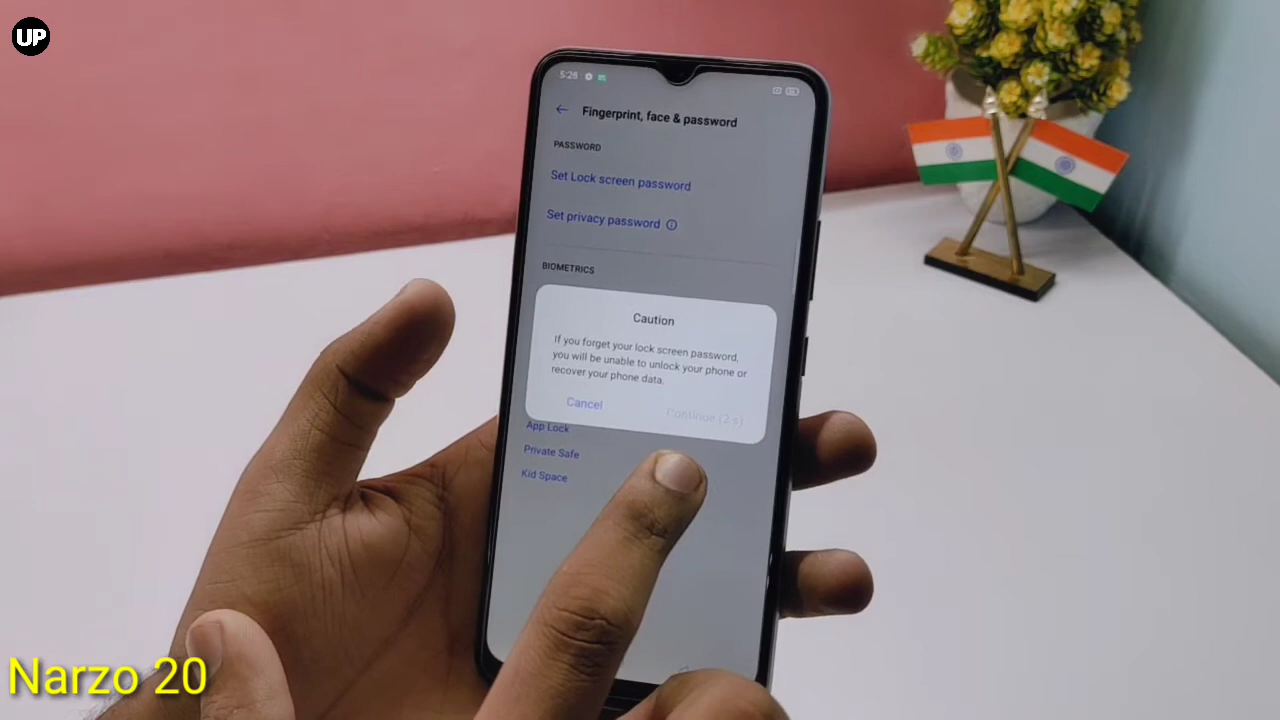 UP
5:28
Fingerprint, face & password
PASSWORD
Set Lock screen password
Set privacy password
BIOMETRICS
Caution
If you forget your lock screen password,
you will be unable to unlock your phone or
recover your phone data.
Cancel
Continue (2 s)
App Lock
Private Safe
Kid Space
Narzo 20